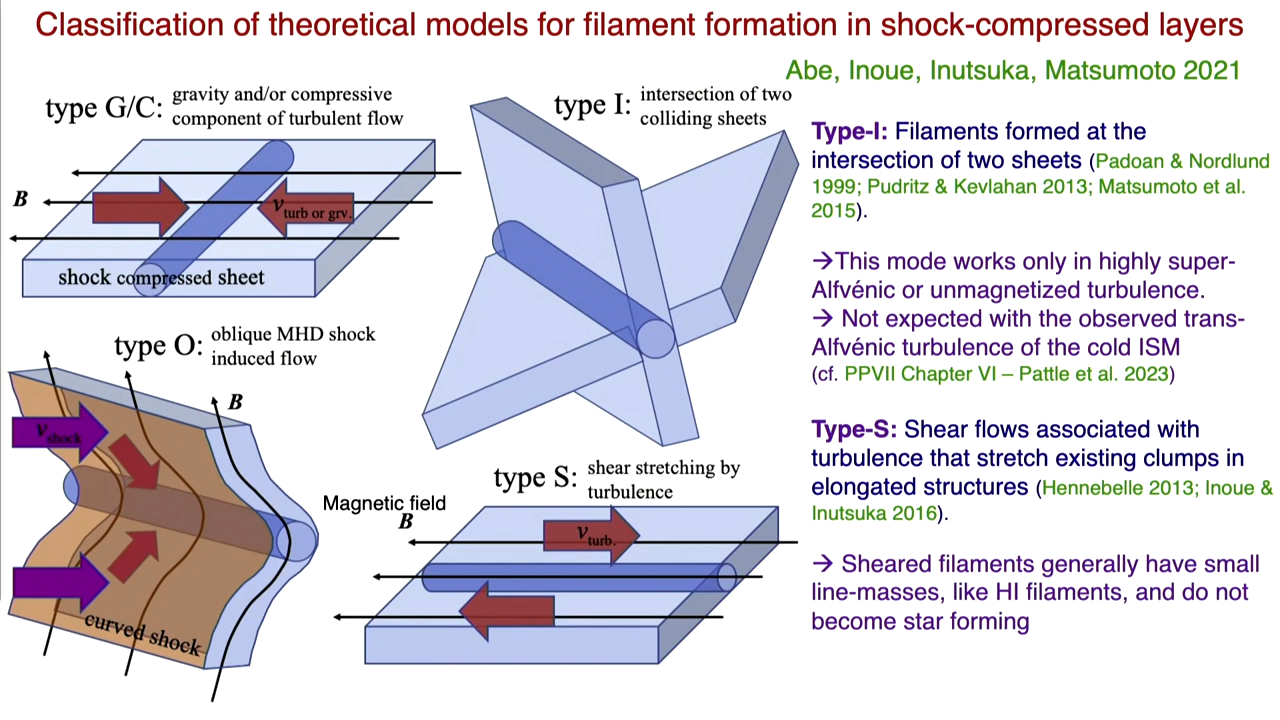 Classification of theoretical models for filament formation in shock-compressed layers
Abe, Inoue, Inutsuka, Matsumoto 2021
type G/C: gravity and/or compressive
component of turbulent flow
B
v turb or grv.
shock compressed sheet
type I: intersection of two
colliding sheets
type O: oblique MHD shock
induced flow
B
v shock
curved shock
type S: shear stretching by
turbulence
Magnetic field
B
v turb.
Type-I: Filaments formed at the
intersection of two sheets (Padoan & Nordlund
1999; Pudritz & Kevlahan 2013; Matsumoto et al.
2015).
→This mode works only in highly super-
Alfvénic or unmagnetized turbulence.
→ Not expected with the observed trans-
Alfvénic turbulence of the cold ISM
(cf. PPVII Chapter VI – Pattle et al. 2023)
Type-S: Shear flows associated with
turbulence that stretch existing clumps in
elongated structures (Hennebelle 2013; Inoue &
Inutsuka 2016).
→ Sheared filaments generally have small
line-masses, like HI filaments, and do not
become star forming